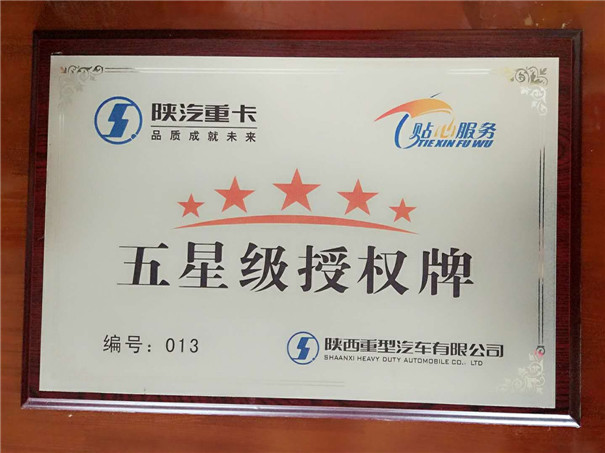 陕汽重卡
品质成就未来
贴心服务
TIE XIN FU WU
五星级授权牌
编号：013
陕西重型汽车有限公司
SHAANXI HEAVY DUTY AUTOMOBILE CO., LTD